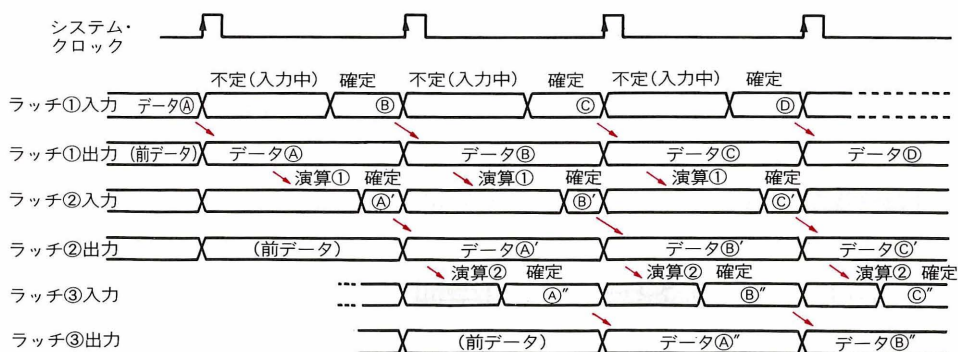 システム・
クロック
不定(入力中) 確定 不定(入力中) 確定 不定(入力中) 確定
ラッチ①入力 データⒶ Ⓑ Ⓒ Ⓓ
ラッチ①出力 (前データ) データⒶ データⒷ データⒸ データⒹ
演算① 確定 演算① 確定 演算① 確定
ラッチ②入力 Ⓐ′ Ⓑ′ Ⓒ′
ラッチ②出力 (前データ) データⒶ′ データⒷ′ データⒸ′
演算② 確定 演算② 確定 演算② 確定
ラッチ③入力 Ⓐ″ Ⓑ″ Ⓒ″
ラッチ③出力 (前データ) データⒶ″ データⒷ″